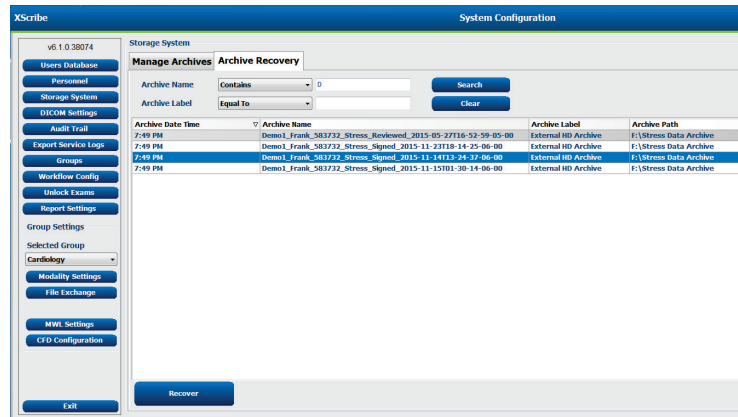 XScribe
System Configuration
v6.1.0.38074
Users Database
Personnel
Storage System
DICOM Settings
Audit Trail
Export Service Logs
Groups
Workflow Config
Unlock Exams
Report Settings
Group Settings
Selected Group
Cardiology
Modality Settings
File Exchange
MWL Settings
CFD Configuration
Exit
Storage System
Manage Archives Archive Recovery
Archive Name Contains D Search
Archive Label Equal To Clear
Archive Date Time Archive Name Archive Label Archive Path
7:49 PM Demo1_Frank_583732_Stress_Reviewed_2015-05-27T16-52-59-05-00 External HD Archive F:\Stress Data Archive
7:49 PM Demo1_Frank_583732_Stress_Signed_2015-11-23T18-14-25-06-00 External HD Archive F:\Stress Data Archive
7:49 PM Demo1_Frank_583732_Stress_Signed_2015-11-14T13-24-37-06-00 External HD Archive F:\Stress Data Archive
7:49 PM Demo1_Frank_583732_Stress_Signed_2015-11-15T01-30-14-06-00 External HD Archive F:\Stress Data Archive
Recover